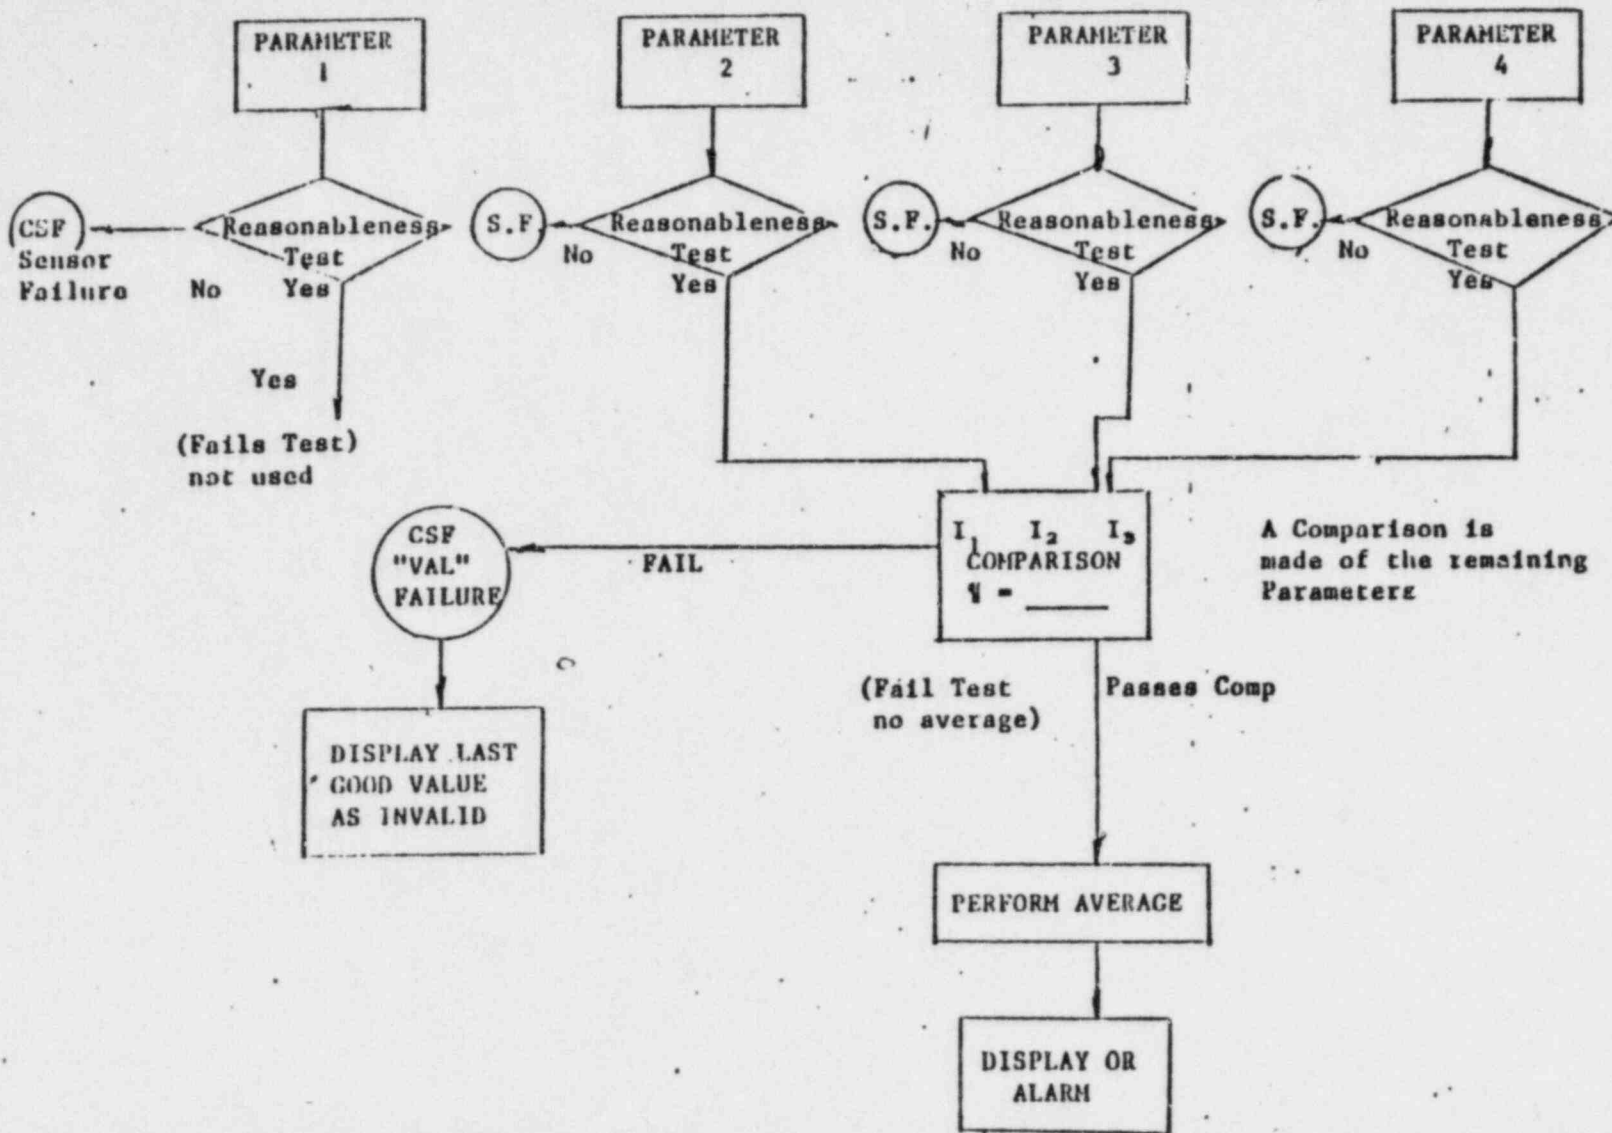 PARAMETER
1
PARAMETER
2
PARAMETER
3
PARAMETER
4
CSF
Sensor
Failure
No
Reasonableness
Test
Yes
S.F.
No
Reasonableness
Test
Yes
S.F.
No
Reasonableness
Test
Yes
S.F.
No
Reasonableness
Test
Yes
Yes
(Fails Test)
not used
CSF
"VAL"
FAILURE
FAIL
I₁ I₂ I₃
COMPARISON
A Comparison is
made of the remaining
Parameters
(Fail Test
no average)
Passes Comp
DISPLAY LAST
GOOD VALUE
AS INVALID
PERFORM AVERAGE
DISPLAY OR
ALARM